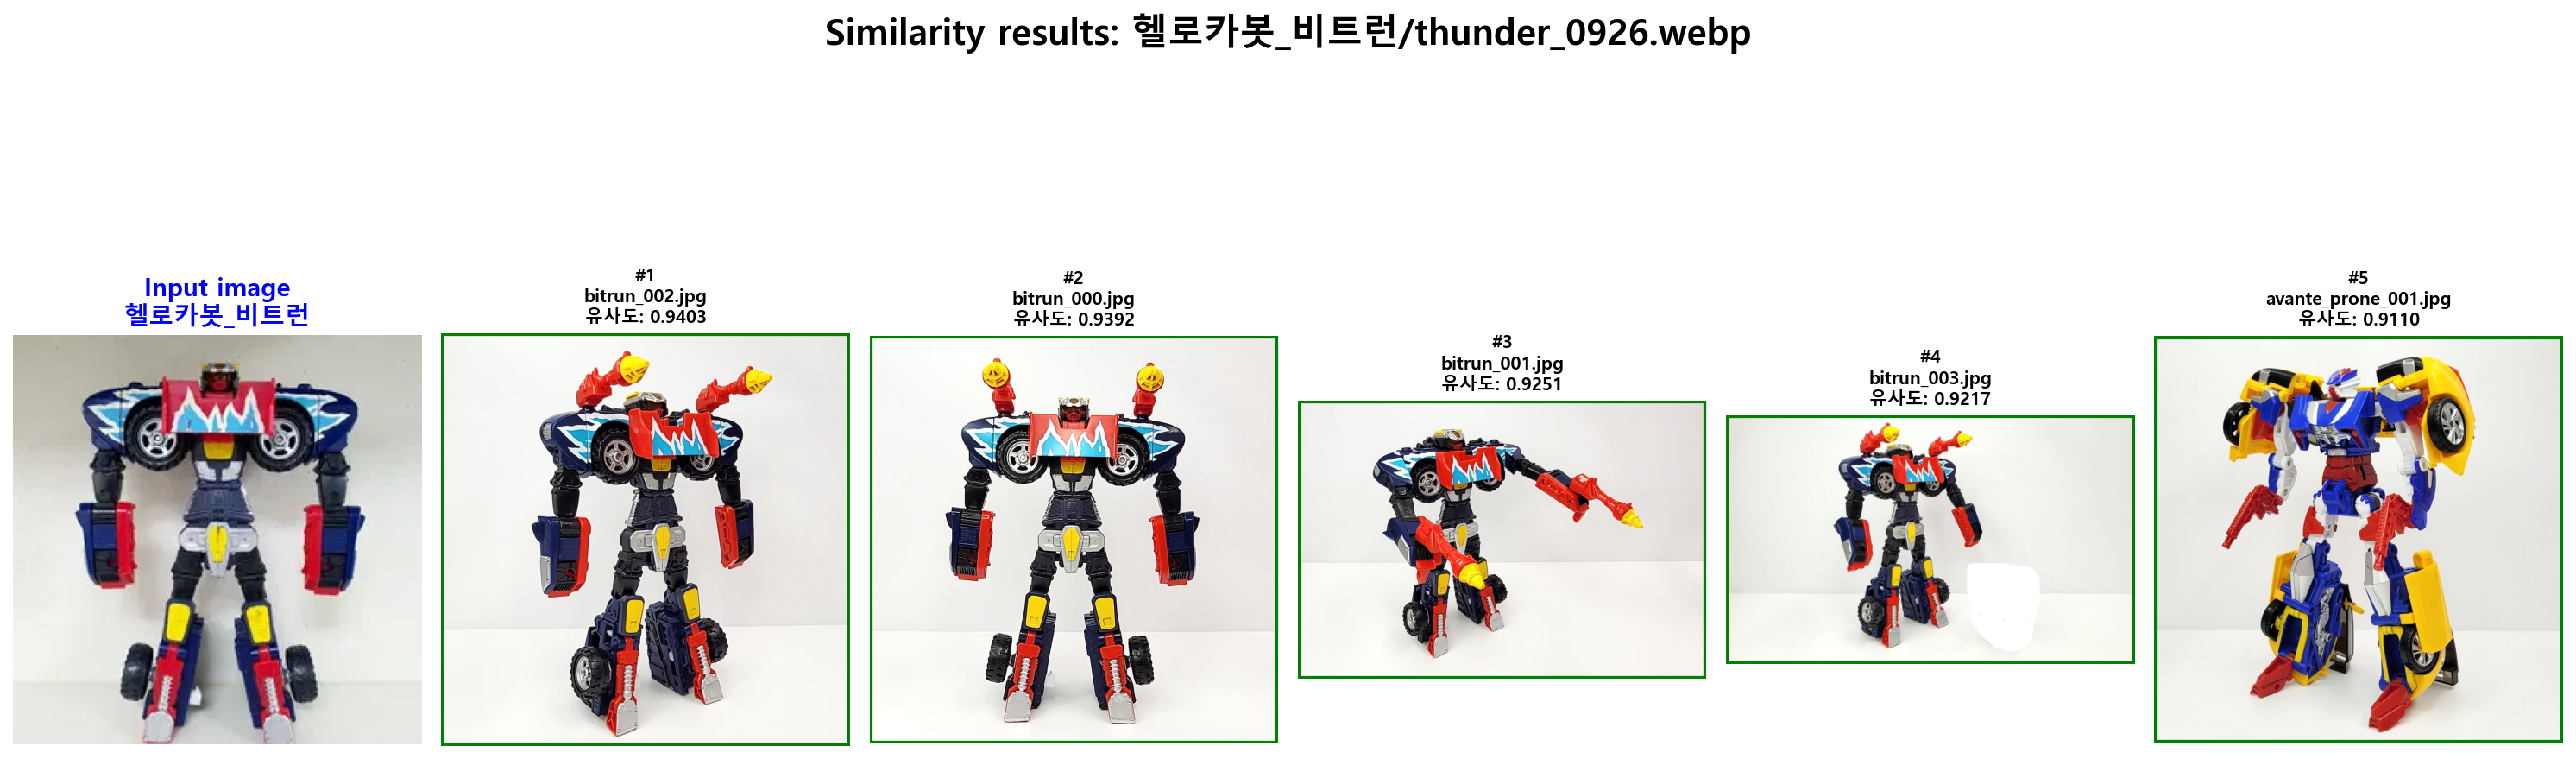 Similarity results: 헬로카봇_비트런/thunder_0926.webp
Input image
헬로카봇_비트런
#1
bitrun_002.jpg
유사도: 0.9403
#2
bitrun_000.jpg
유사도: 0.9392
#3
bitrun_001.jpg
유사도: 0.9251
#4
bitrun_003.jpg
유사도: 0.9217
#5
avante_prone_001.jpg
유사도: 0.9110